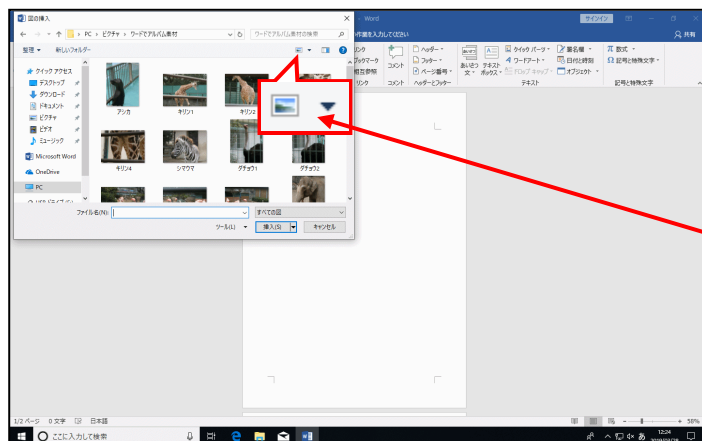 図の挿入
- Word
サインイン
PC > ピクチャ > ワードでアルバム素材
ワードでアルバム素材の検索
作業を入力してください
共有
整理
新しいフォルダー
クイック アクセス
デスクトップ
ダウンロード
ドキュメント
ピクチャ
ビデオ
ミュージック
Microsoft Word
OneDrive
PC
アシカ
キリン1
キリン2
キリン4
シマウマ
ダチョウ1
ダチョウ2
ファイル名(N):
すべての図
ツール(L)
挿入(S)
キャンセル
リンク
ブックマーク
相互参照
リンク
コメント
コメント
ヘッダー
フッター
ページ番号
ヘッダーとフッター
あいさつ文
テキストボックス
クイック パーツ
ワードアート
ドロップ キャップ
署名欄
日付と時刻
オブジェクト
テキスト
π 数式
Ω 記号と特殊文字
記号と特殊文字
1/2 ページ
0 文字
日本語
58%
ここに入力して検索
あ
12:24